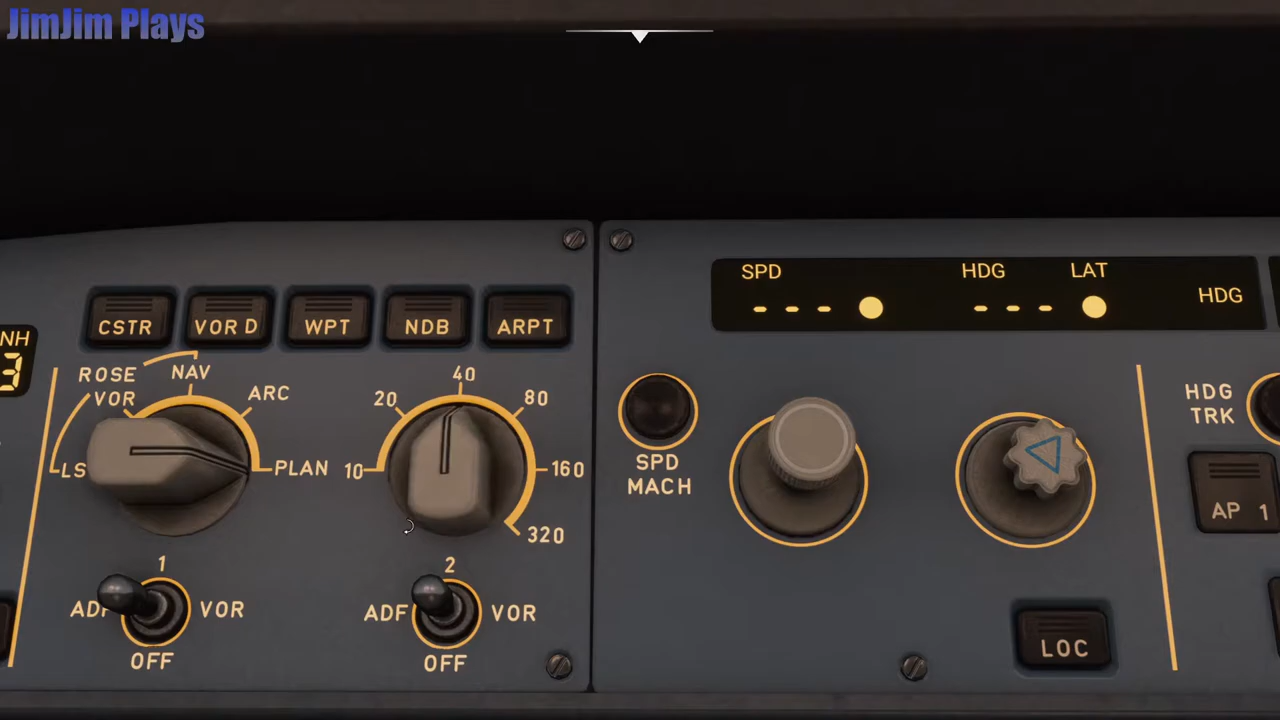 JimJim Plays
SPD
HDG
LAT
- - -
- - -
HDG
NH
3
CSTR
VOR D
WPT
NDB
ARPT
ROSE
VOR
NAV
ARC
LS
PLAN
10
20
40
80
160
320
SPD
MACH
HDG
TRK
AP 1
1
ADF
VOR
OFF
2
ADF
VOR
OFF
LOC